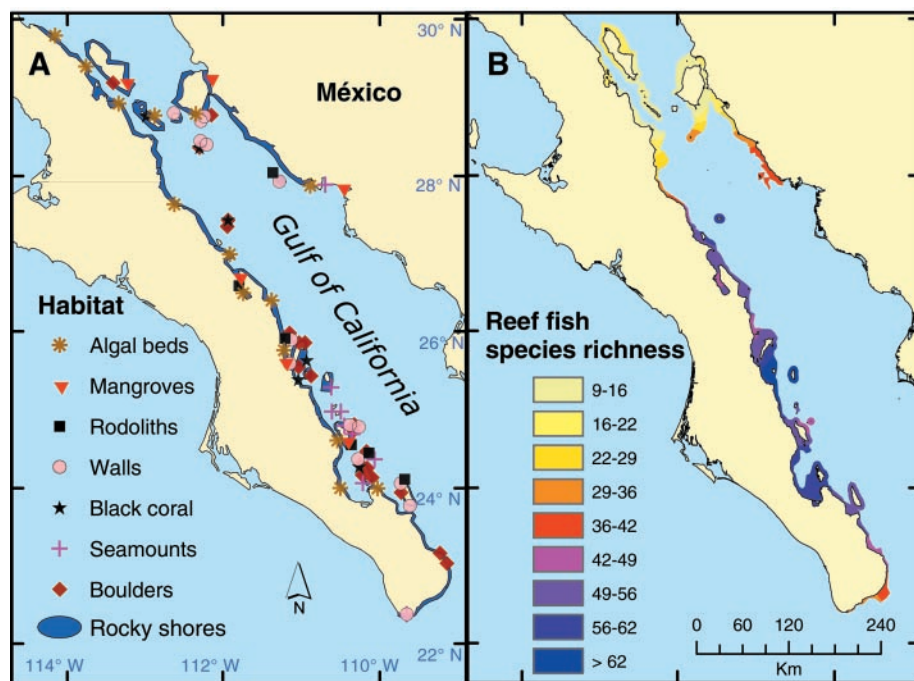 A
México
30° N
28° N
Gulf of California
26° N
24° N
22° N
Habitat
Algal beds
Mangroves
Rodoliths
Walls
Black coral
Seamounts
Boulders
Rocky shores
N
114° W
112° W
110° W
B
Reef fish
species richness
9-16
16-22
22-29
29-36
36-42
42-49
49-56
56-62
> 62
0 60 120 240
Km